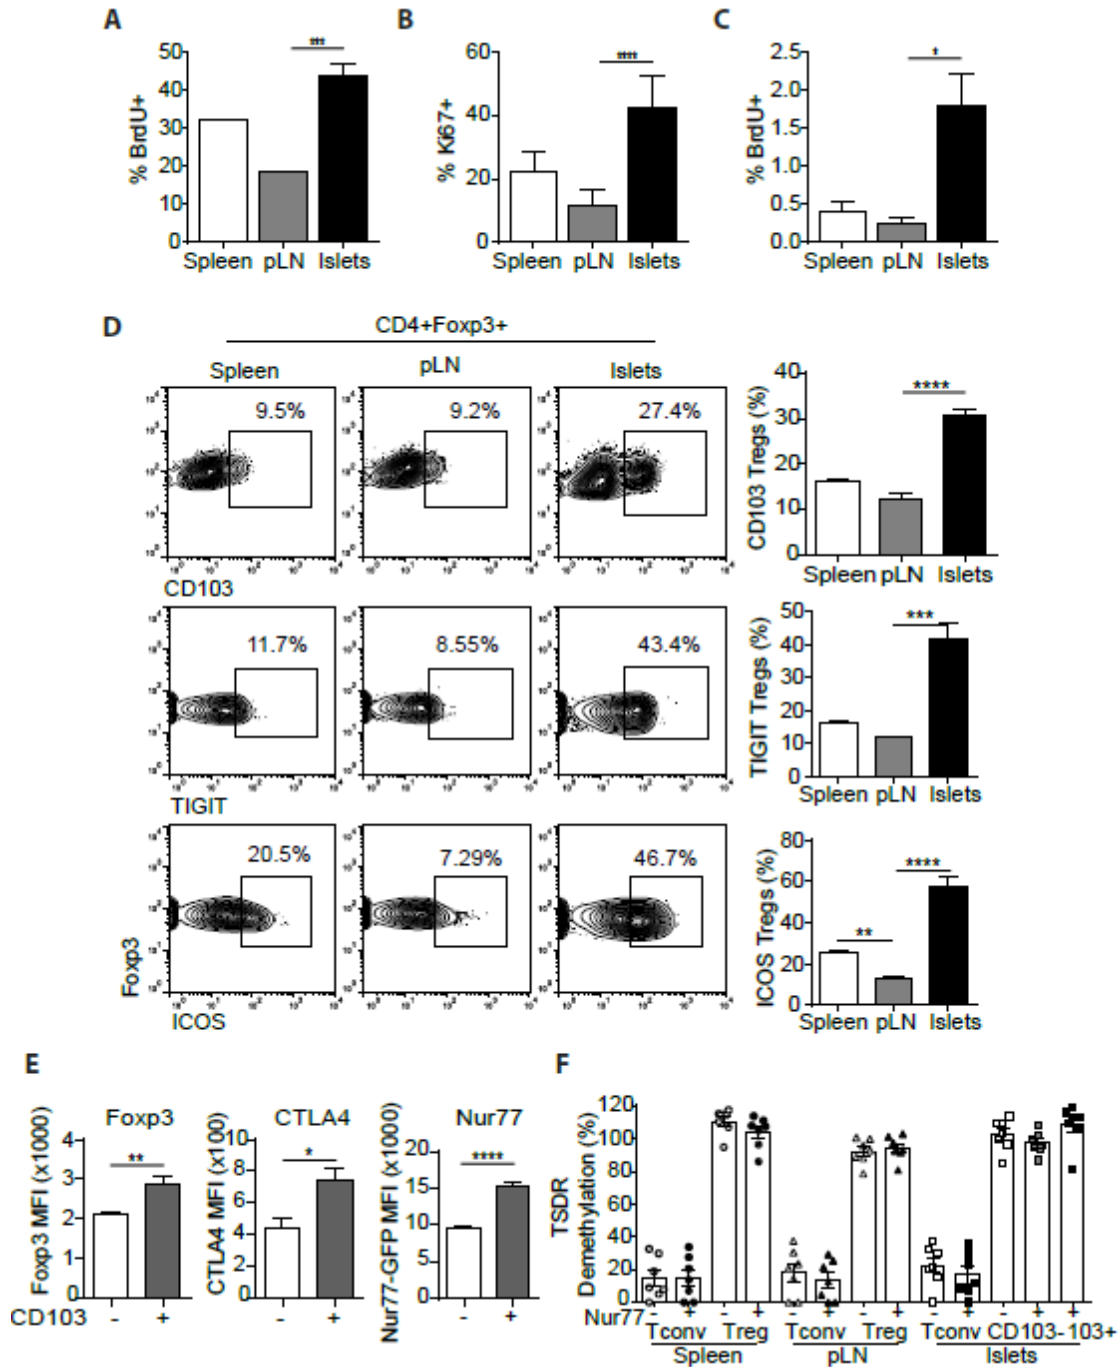 A
B
C
***
****
*
% BrdU+
50
40
30
20
10
0
Spleen pLN Islets
% Ki67+
60
40
20
0
Spleen pLN Islets
% BrdU+
2.5
2.0
1.5
1.0
0.5
0.0
Spleen pLN Islets
D
CD4+Foxp3+
Spleen
pLN
Islets
9.5%
9.2%
27.4%
CD103
CD103 Tregs (%)
40
30
20
10
0
****
Spleen pLN Islets
11.7%
8.55%
43.4%
TIGIT
TIGIT Tregs (%)
50
40
30
20
10
0
***
Spleen pLN Islets
20.5%
7.29%
46.7%
Foxp3
ICOS
ICOS Tregs (%)
80
60
40
20
0
**
****
Spleen pLN Islets
E
Foxp3
Foxp3 MFI (x1000)
4
3
2
1
0
**
CD103 - +
CTLA4
CTLA4 MFI (x100)
10
8
6
4
2
0
*
- +
Nur77
Nur77-GFP MFI (x1000)
20
15
10
5
0
****
- +
F
TSDR
Demethylation (%)
120
100
80
60
40
20
0
Nur77 - + - + - + - + - + - + +
Tconv Treg Tconv Treg Tconv CD103- 103+
Spleen pLN Islets